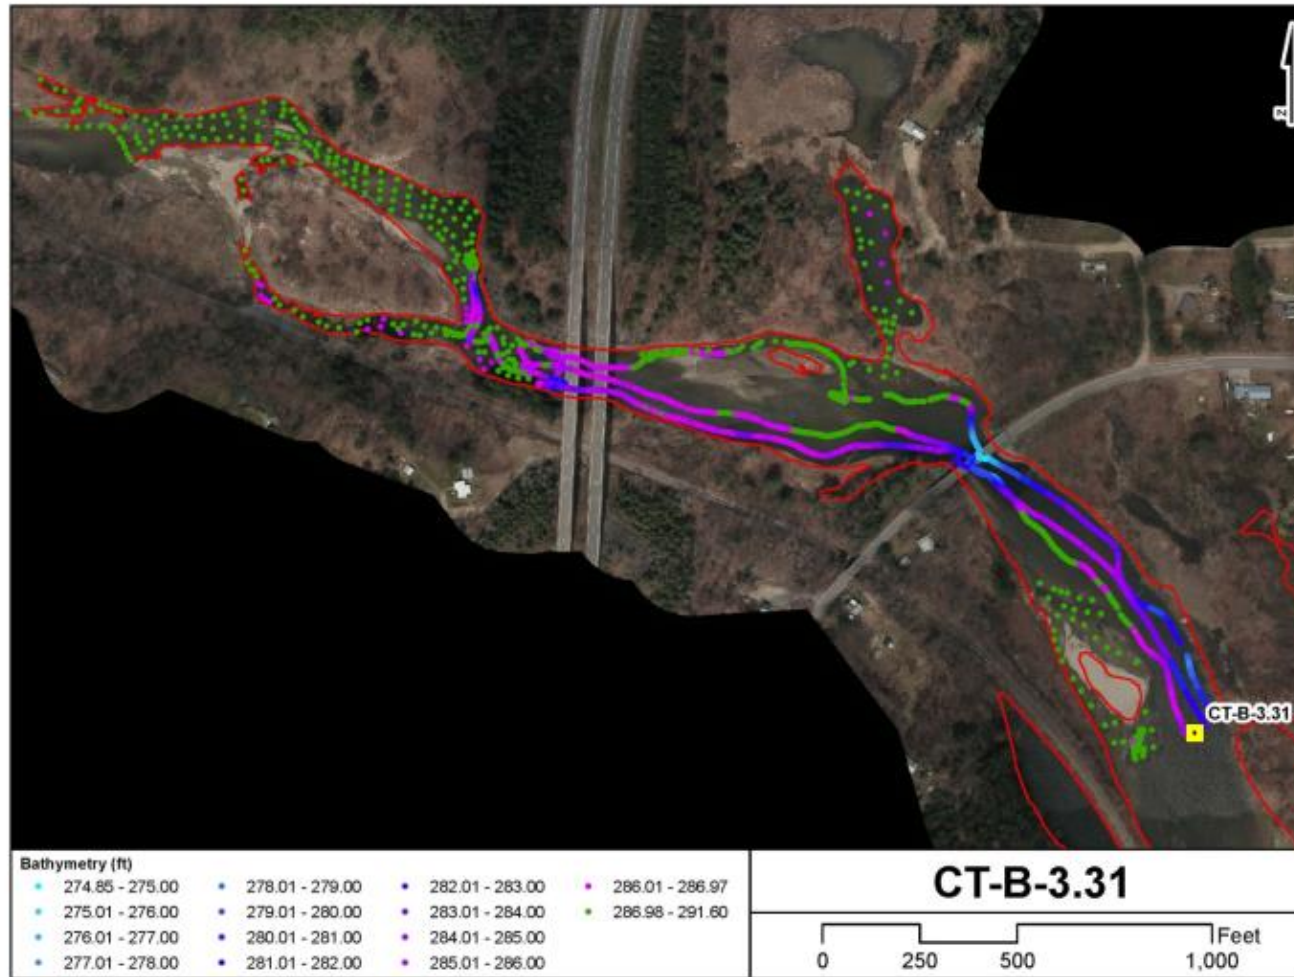 N
CT-B-3.31
Bathymetry (ft)
274.85 - 275.00
275.01 - 276.00
276.01 - 277.00
277.01 - 278.00
278.01 - 279.00
279.01 - 280.00
280.01 - 281.00
281.01 - 282.00
282.01 - 283.00
283.01 - 284.00
284.01 - 285.00
285.01 - 286.00
286.01 - 286.97
286.98 - 291.60
CT-B-3.31
Feet
0 250 500 1,000